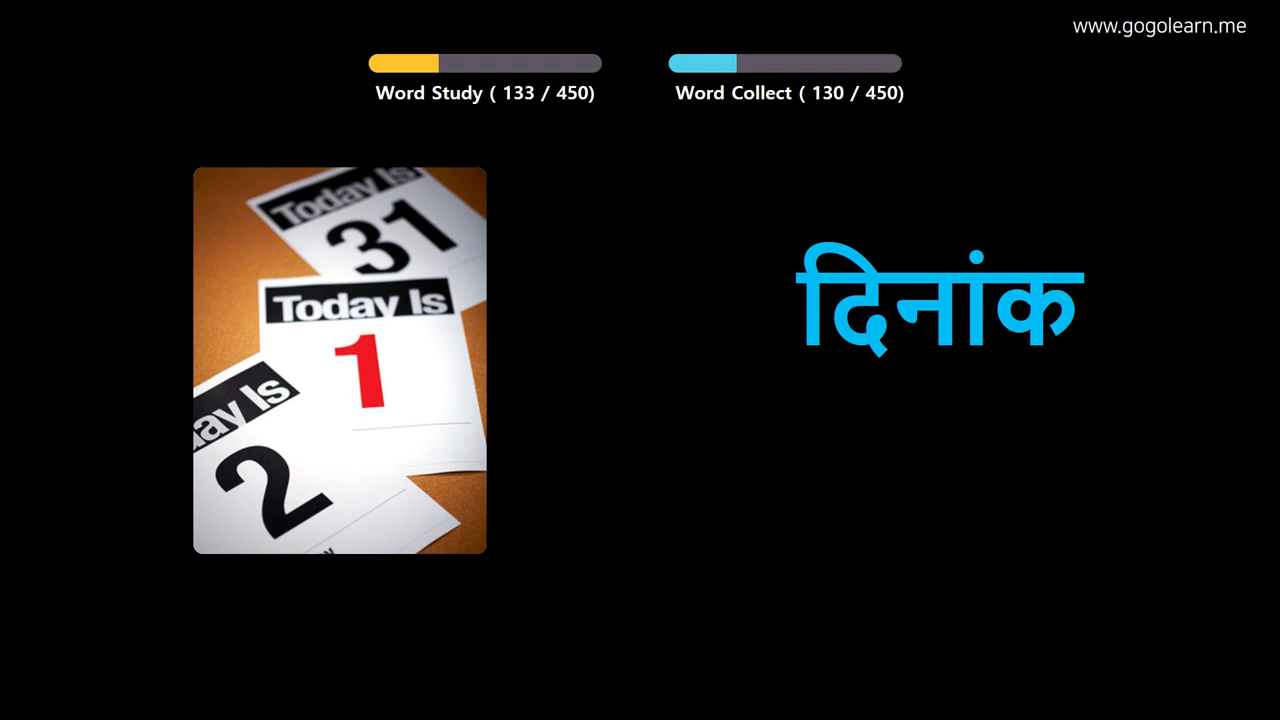 www.gogolearn.me
Word Study ( 133 / 450)
Word Collect ( 130 / 450)
Today Is
31
Today Is
1
ay Is
2
दिनांक